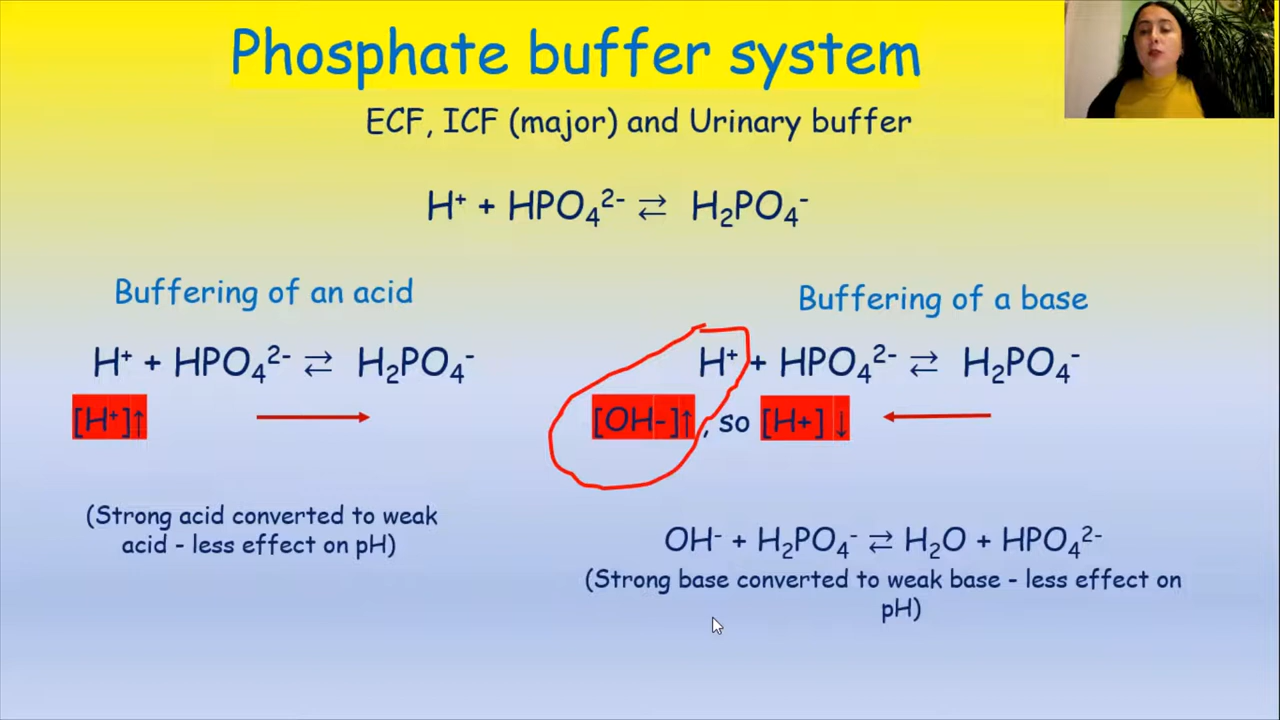 Phosphate buffer system
ECF, ICF (major) and Urinary buffer
H⁺ + HPO₄²⁻ ⇄ H₂PO₄⁻
Buffering of an acid
H⁺ + HPO₄²⁻ ⇄ H₂PO₄⁻
[H⁺]↑
(Strong acid converted to weak
acid - less effect on pH)
Buffering of a base
H⁺ + HPO₄²⁻ ⇄ H₂PO₄⁻
[OH-]↑ , so [H+] ↓
OH⁻ + H₂PO₄⁻ ⇄ H₂O + HPO₄²⁻
(Strong base converted to weak base - less effect on
pH)